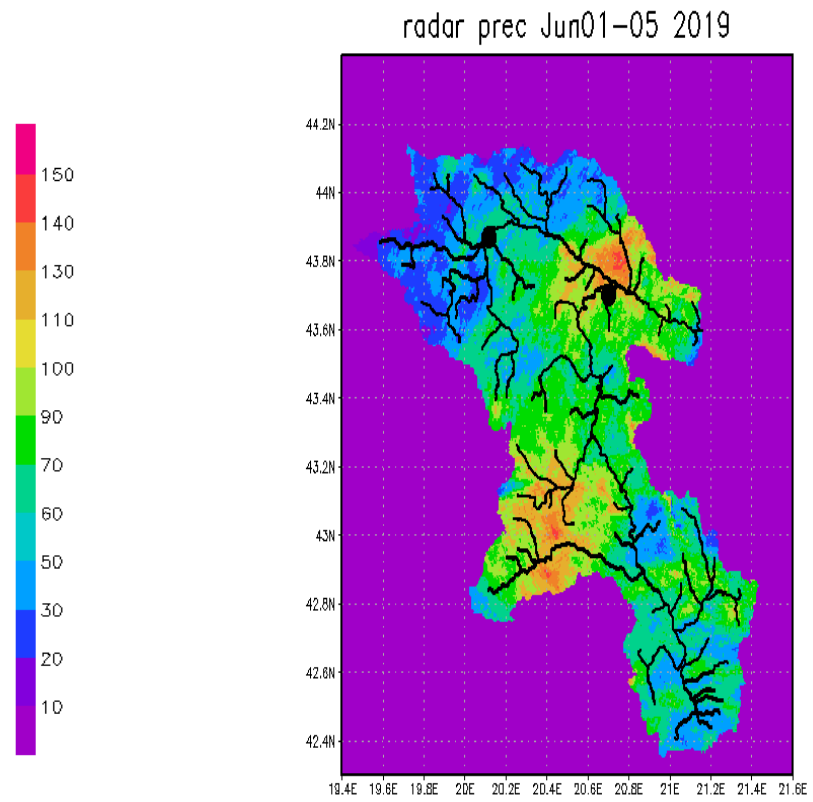 radar prec Jun01-05 2019
150
140
130
110
100
90
70
60
50
30
20
10
44.2N
44N
43.8N
43.6N
43.4N
43.2N
43N
42.8N
42.6N
42.4N
19.4E 19.6E 19.8E 20E 20.2E 20.4E 20.6E 20.8E 21E 21.2E 21.4E 21.6E